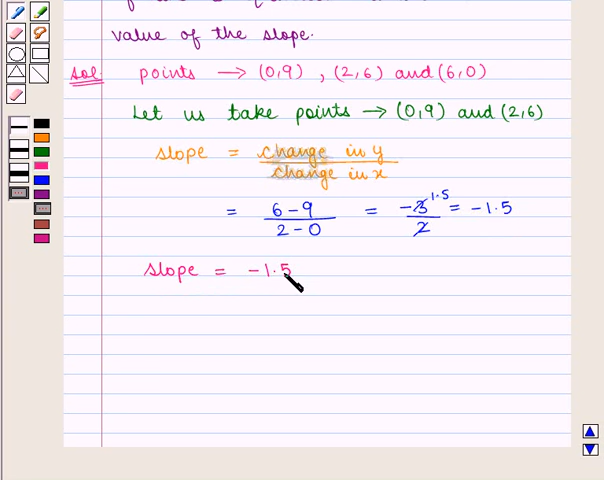 value of the slope.
Sol points → (0,9), (2,6) and (6,0)
Let us take points → (0,9) and (2,6)
slope = change in y / change in x
= 6-9 / 2-0 = -3 1.5 / 2 = -1.5
slope = -1.5